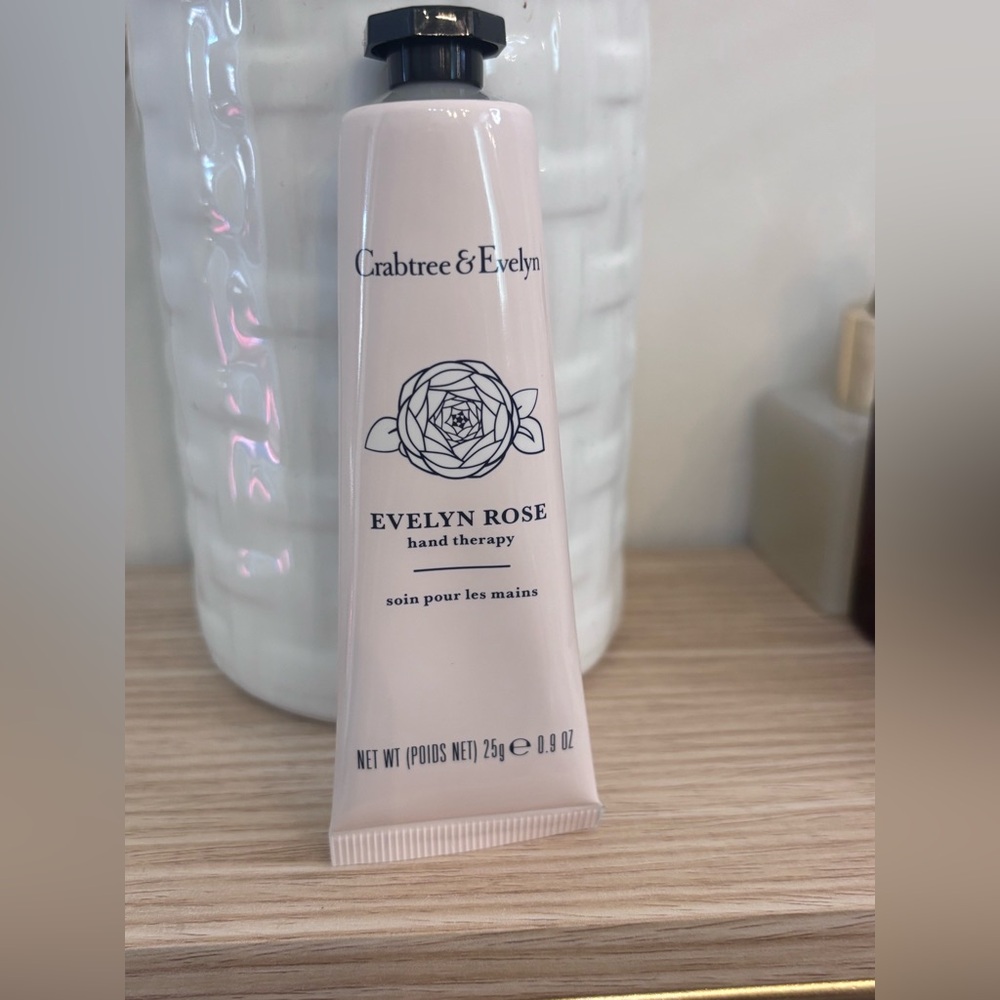 Crabtree & Evelyn
EVELYN ROSE
hand therapy
soin pour les mains
NET WT (POIDS NET) 25g ℮ 0.9 OZ